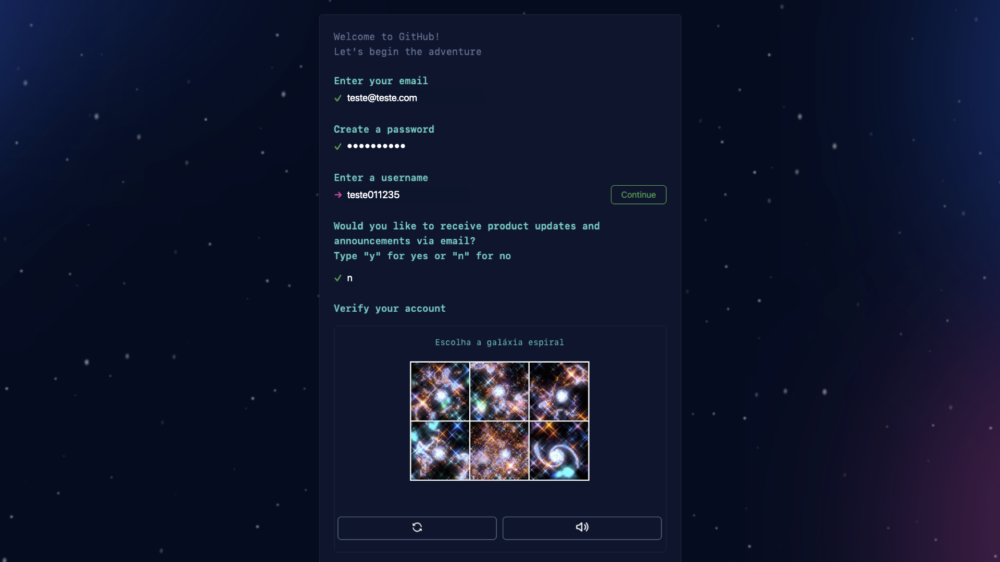 Welcome to GitHub!
Let’s begin the adventure
Enter your email
teste@teste.com
Create a password
••••••••••
Enter a username
teste011235
Continue
Would you like to receive product updates and
announcements via email?
Type "y" for yes or "n" for no
n
Verify your account
Escolha a galáxia espiral